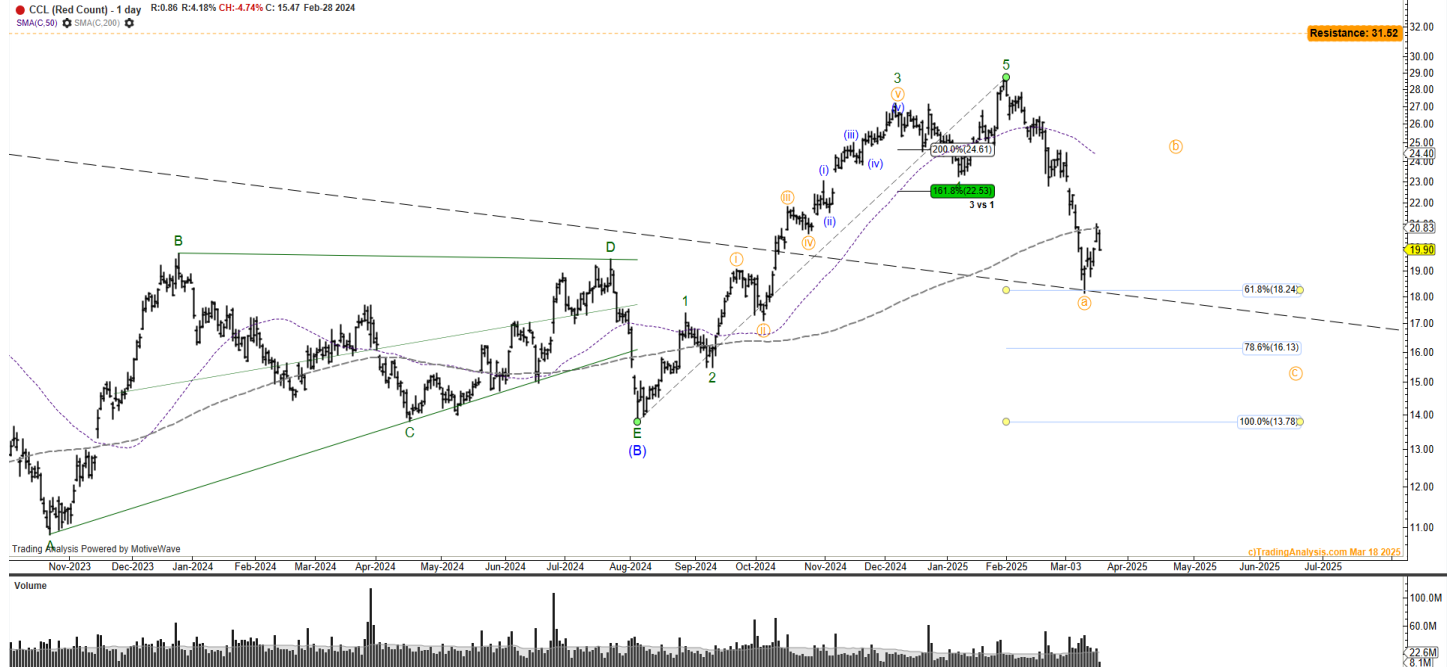 CCL (Red Count) - 1 day R:0.86 R:4.18% CH:-4.74% C: 15.47 Feb-28 2024
SMA(C,50) SMA(C,200)
32.00
Resistance: 31.52
30.00
29.00
28.00
27.00
26.00
25.00
24.40
23.00
22.00
20.83
19.90
19.00
18.00
17.00
16.00
15.00
14.00
13.00
12.00
11.00
5
3
v
(v)
(iii)
(iv)
200.0%(24.61)
b
(i)
161.8%(22.53)
4
3 vs 1
iii
(ii)
iv
B
D
i
61.8%(18.24)
a
1
ii
78.6%(16.13)
2
c
C
E
100.0%(13.78)
(B)
A
Trading Analysis Powered by MotiveWave
c)TradingAnalysis.com Mar 18 2025
Nov-2023 Dec-2023 Jan-2024 Feb-2024 Mar-2024 Apr-2024 May-2024 Jun-2024 Jul-2024 Aug-2024 Sep-2024 Oct-2024 Nov-2024 Dec-2024 Jan-2025 Feb-2025 Mar-03 Apr-2025 May-2025 Jun-2025 Jul-2025
Volume
100.0M
60.0M
22.6M
8.1M